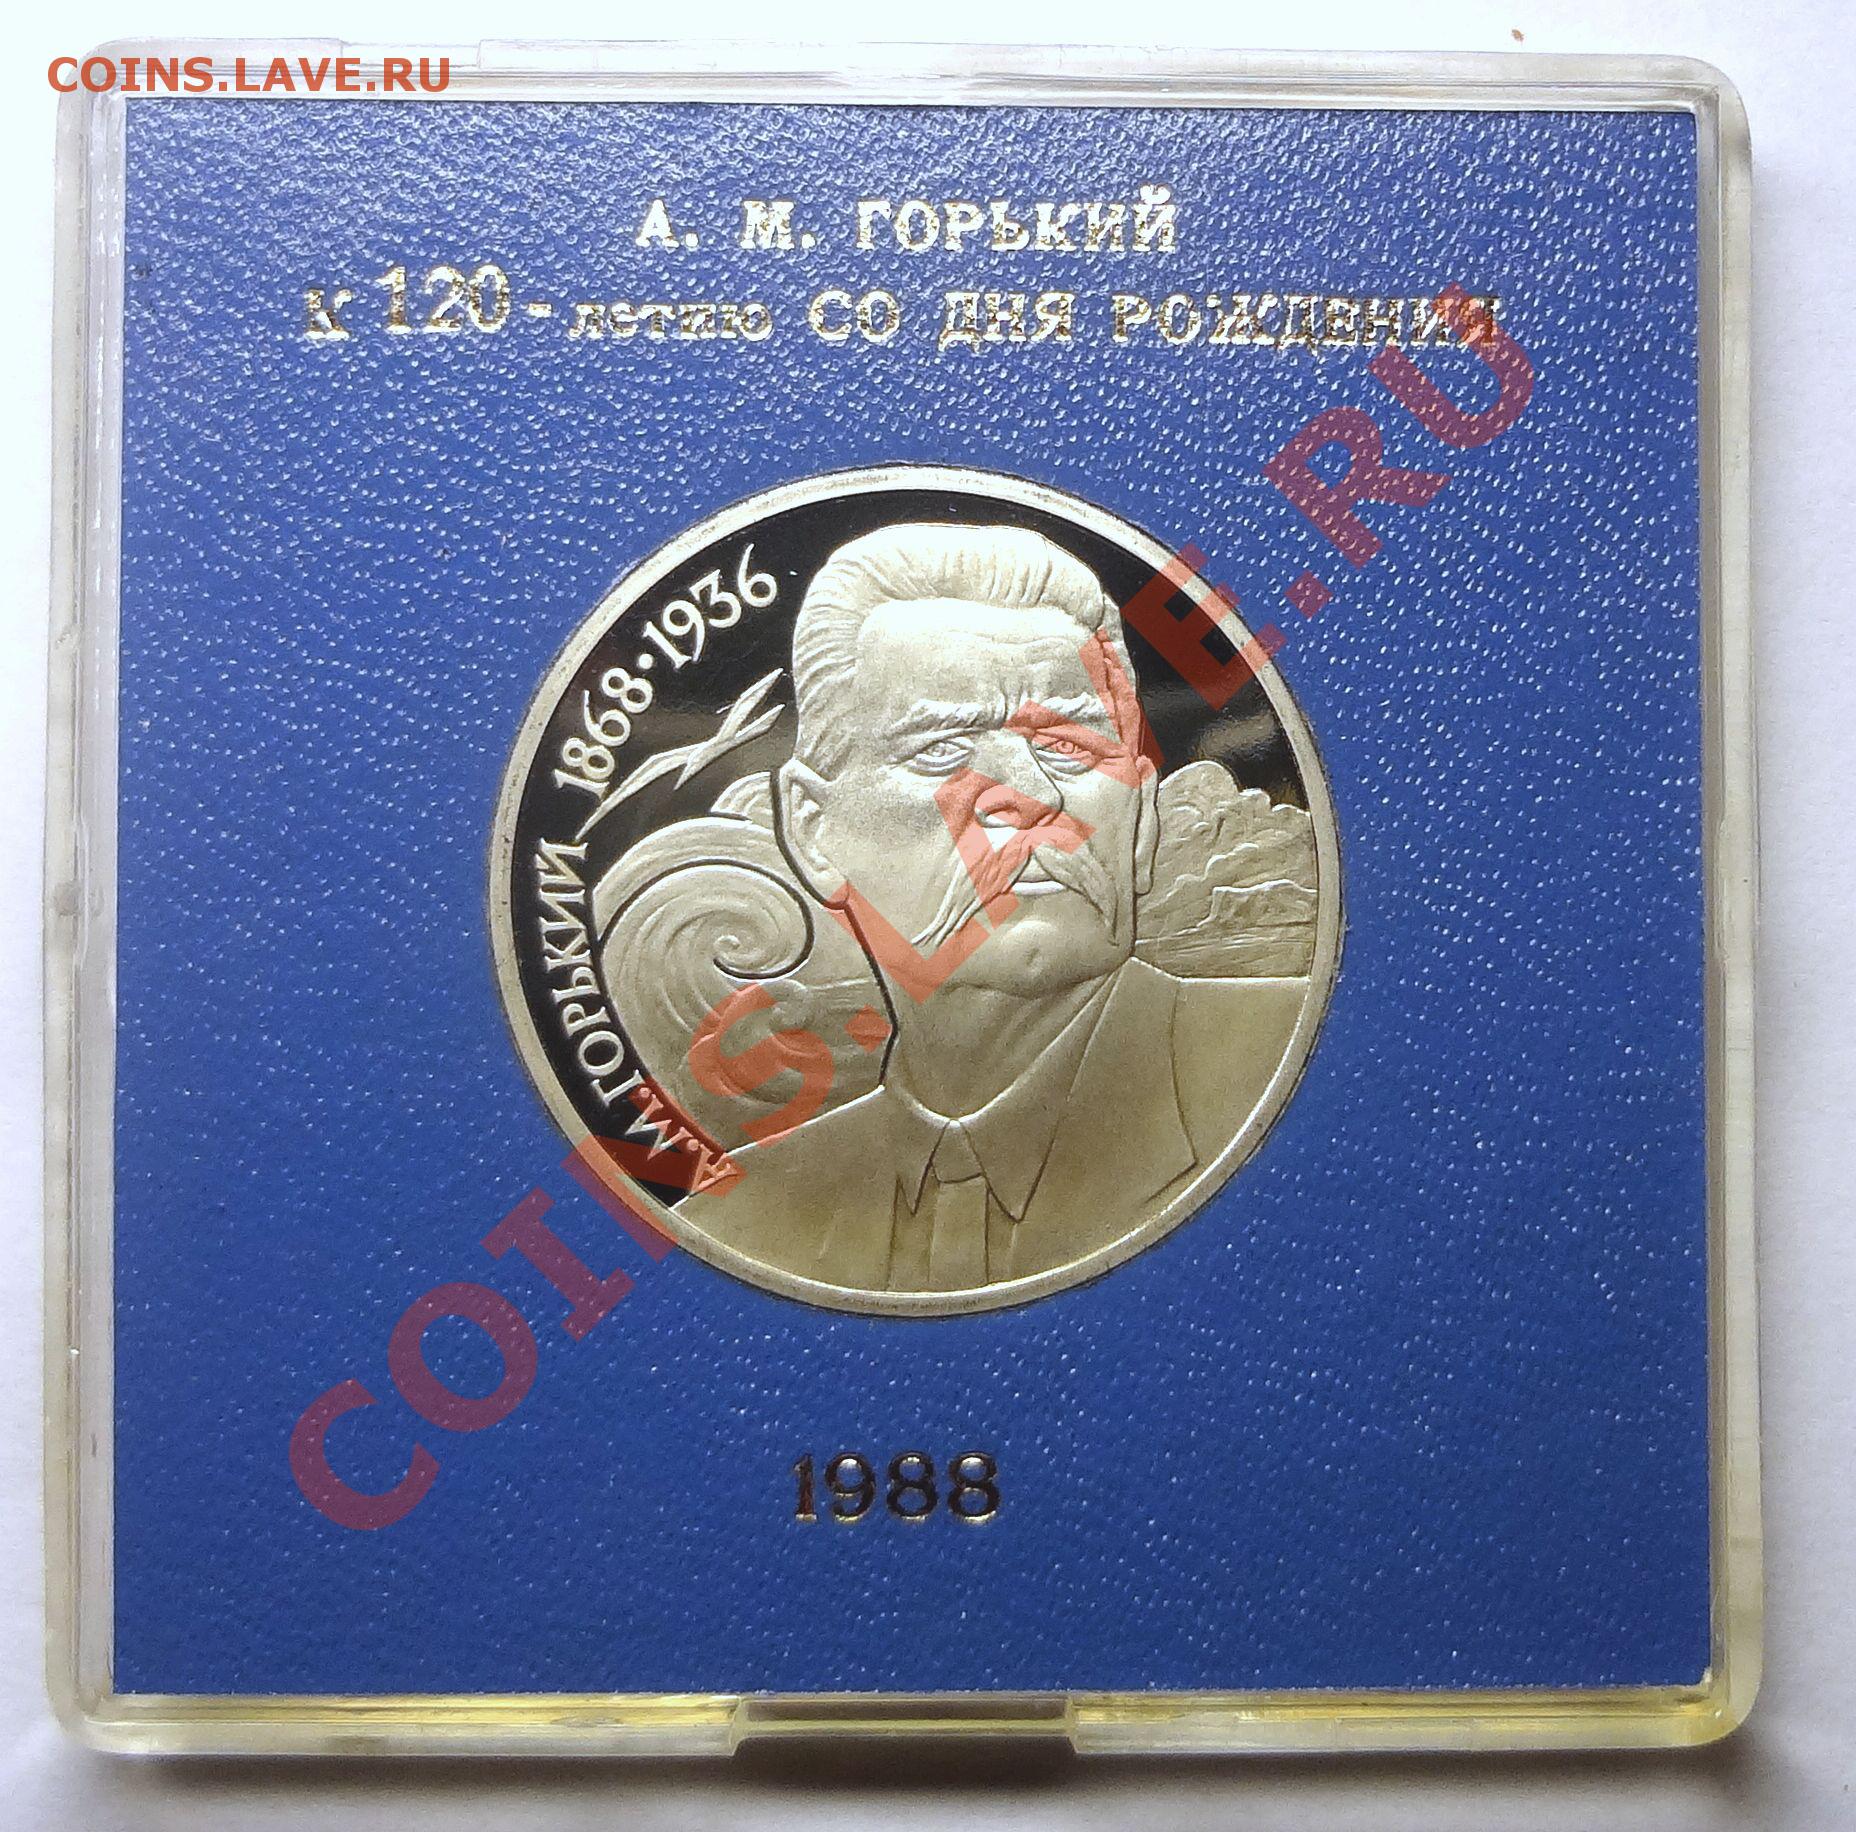 COINS.LAVE.RU
А. М. ГОРЬКИЙ
К 120 - летию СО ДНЯ РОЖДЕНИЯ
А.М.ГОРЬКИЙ 1868·1936
COINS.LAVE.RU
1988